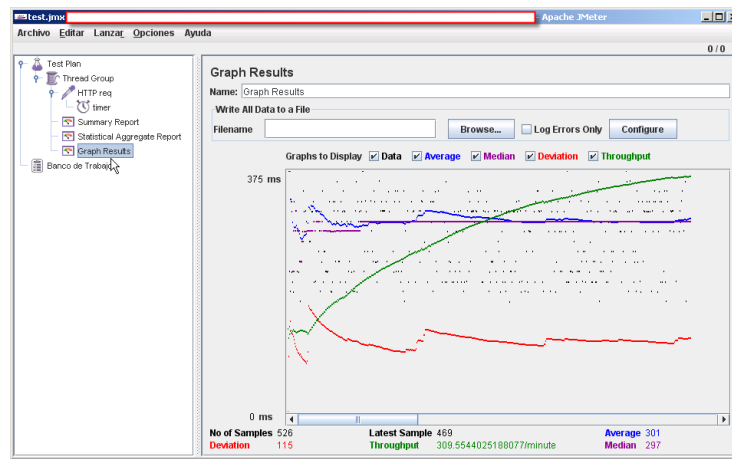 test.jmx - Apache JMeter
Archivo Editar Lanzar Opciones Ayuda
0 / 0
Test Plan
Thread Group
HTTP req
timer
Summary Report
Statistical Aggregate Report
Graph Results
Banco de Trabajo
Graph Results
Name: Graph Results
Write All Data to a File
Filename Browse... Log Errors Only Configure
Graphs to Display Data Average Median Deviation Throughput
375 ms
0 ms
No of Samples 526 Latest Sample 469 Average 301
Deviation 115 Throughput 309.5544025188077/minute Median 297